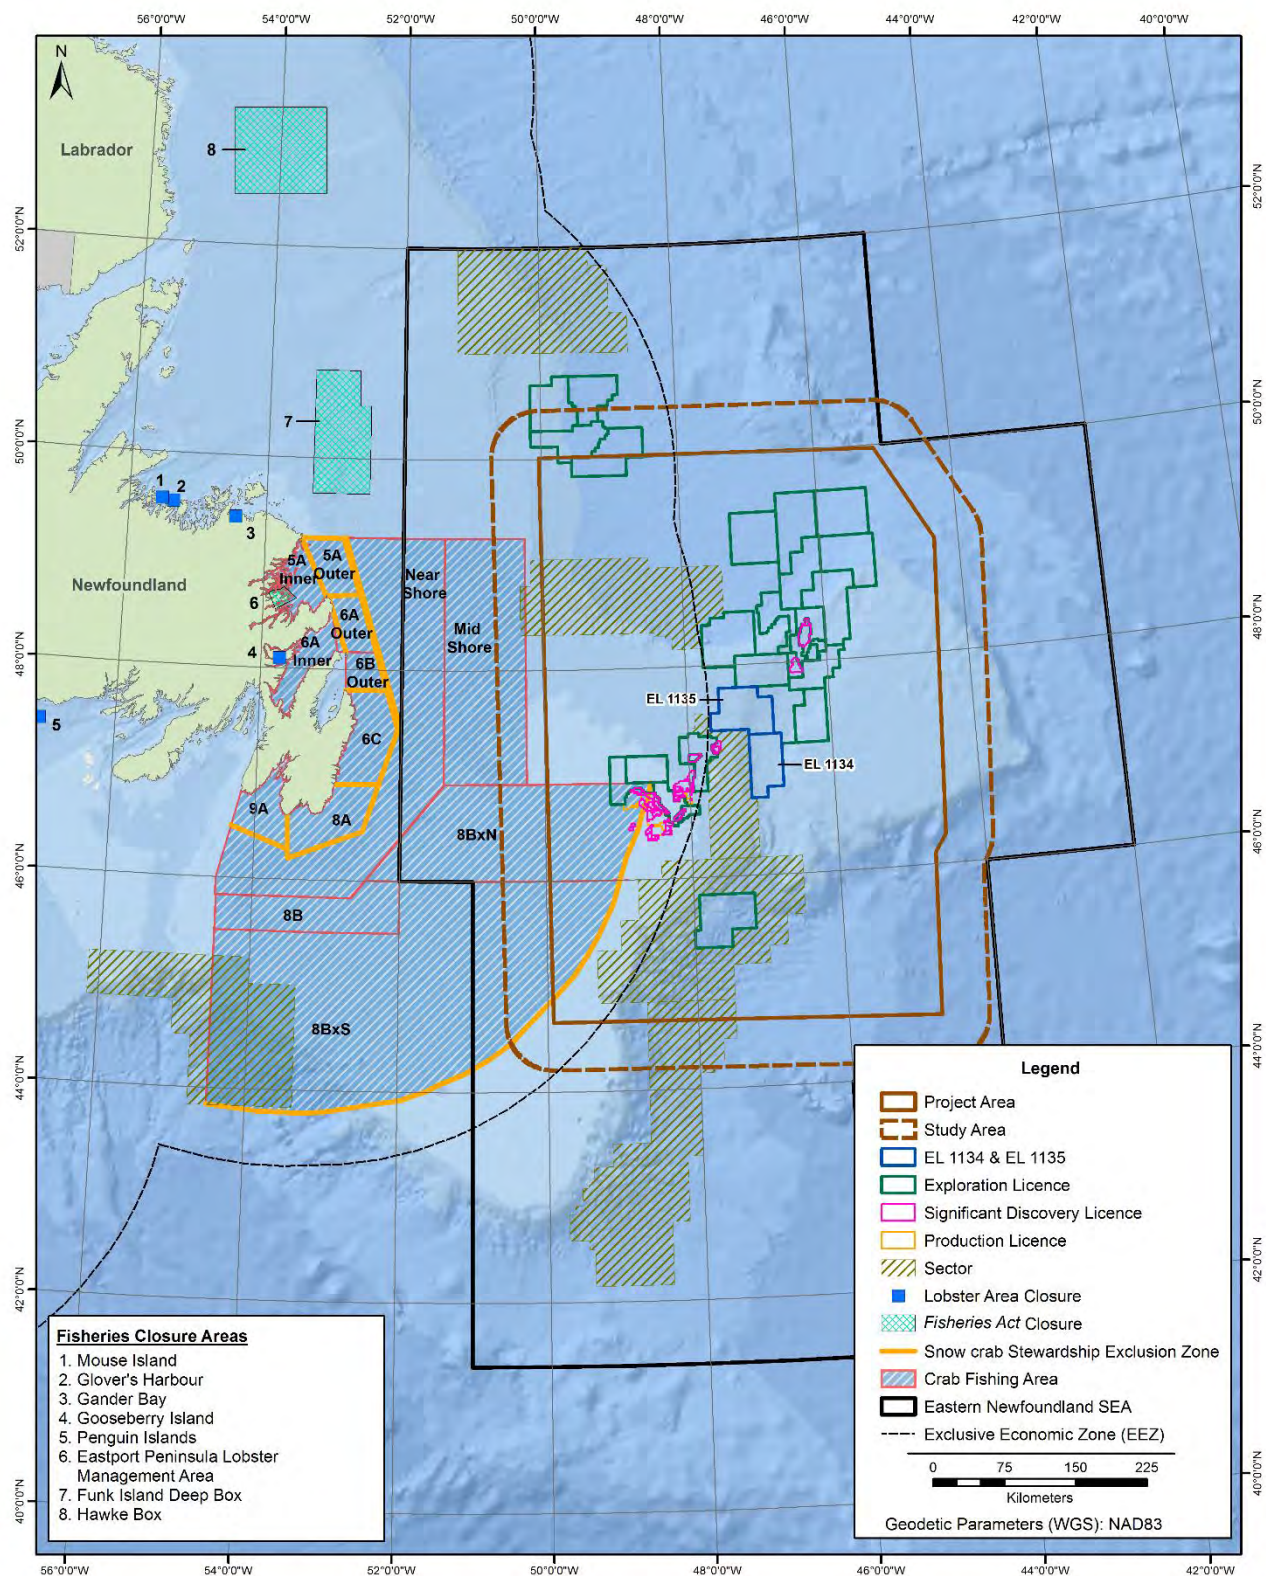 56°0'0"W 54°0'0"W 52°0'0"W 50°0'0"W 48°0'0"W 46°0'0"W 44°0'0"W 42°0'0"W 40°0'0"W
N
Labrador
8
52°0'0"N
52°0'0"N
7
50°0'0"N
50°0'0"N
1
2
3
Newfoundland
5A
Inner
5A
Outer
Near
Shore
6
6A
Outer
Mid
Shore
48°0'0"N
48°0'0"N
4
6A
Inner
6B
Outer
5
6C
EL 1135
EL 1134
9A
8A
8BxN
46°0'0"N
46°0'0"N
8B
8BxS
44°0'0"N
44°0'0"N
42°0'0"N
42°0'0"N
40°0'0"N
40°0'0"N
Fisheries Closure Areas
1. Mouse Island
2. Glover's Harbour
3. Gander Bay
4. Gooseberry Island
5. Penguin Islands
6. Eastport Peninsula Lobster
Management Area
7. Funk Island Deep Box
8. Hawke Box
Legend
Project Area
Study Area
EL 1134 & EL 1135
Exploration Licence
Significant Discovery Licence
Production Licence
Sector
Lobster Area Closure
Fisheries Act Closure
Snow crab Stewardship Exclusion Zone
Crab Fishing Area
Eastern Newfoundland SEA
Exclusive Economic Zone (EEZ)
0 75 150 225
Kilometers
Geodetic Parameters (WGS): NAD83
56°0'0"W 54°0'0"W 52°0'0"W 50°0'0"W 48°0'0"W 46°0'0"W 44°0'0"W 42°0'0"W